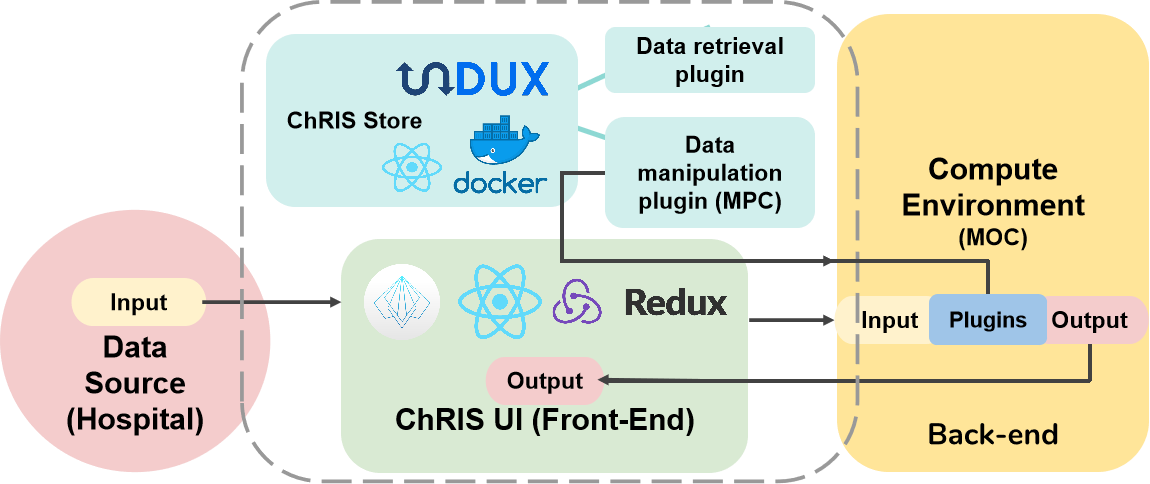 UNDUX
ChRIS Store
docker
Data retrieval
plugin
Data
manipulation
plugin (MPC)
Compute
Environment
(MOC)
Input
Data
Source
(Hospital)
Redux
Output
ChRIS UI (Front-End)
Input
Plugins
Output
Back-end